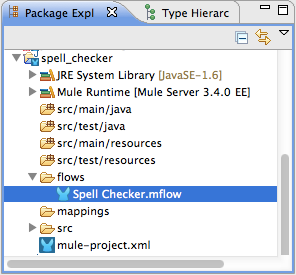 Package Expl Type Hierarc
spell_checker
JRE System Library [JavaSE-1.6]
Mule Runtime [Mule Server 3.4.0 EE]
src/main/java
src/test/java
src/main/resources
src/test/resources
flows
Spell Checker.mflow
mappings
src
mule-project.xml